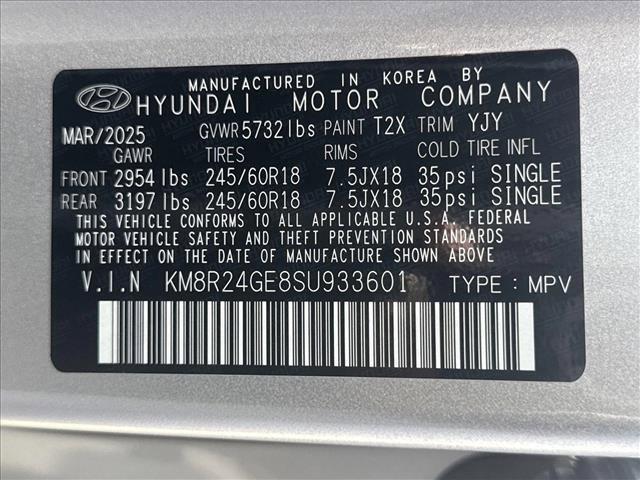 MANUFACTURED IN KOREA BY
HYUNDAI MOTOR COMPANY
MAR/2025 GVWR 5732 lbs PAINT T2X TRIM YJY
GAWR TIRES RIMS COLD TIRE INFL
FRONT 2954 lbs 245/60R18 7.5JX18 35psi SINGLE
REAR 3197 lbs 245/60R18 7.5JX18 35psi SINGLE
THIS VEHICLE CONFORMS TO ALL APPLICABLE U.S.A. FEDERAL
MOTOR VEHICLE SAFETY AND THEFT PREVENTION STANDARDS IN
EFFECT ON THE DATE OF MANUFACTURE SHOWN ABOVE
V.I.N KM8R24GE8SU933601 TYPE : MPV